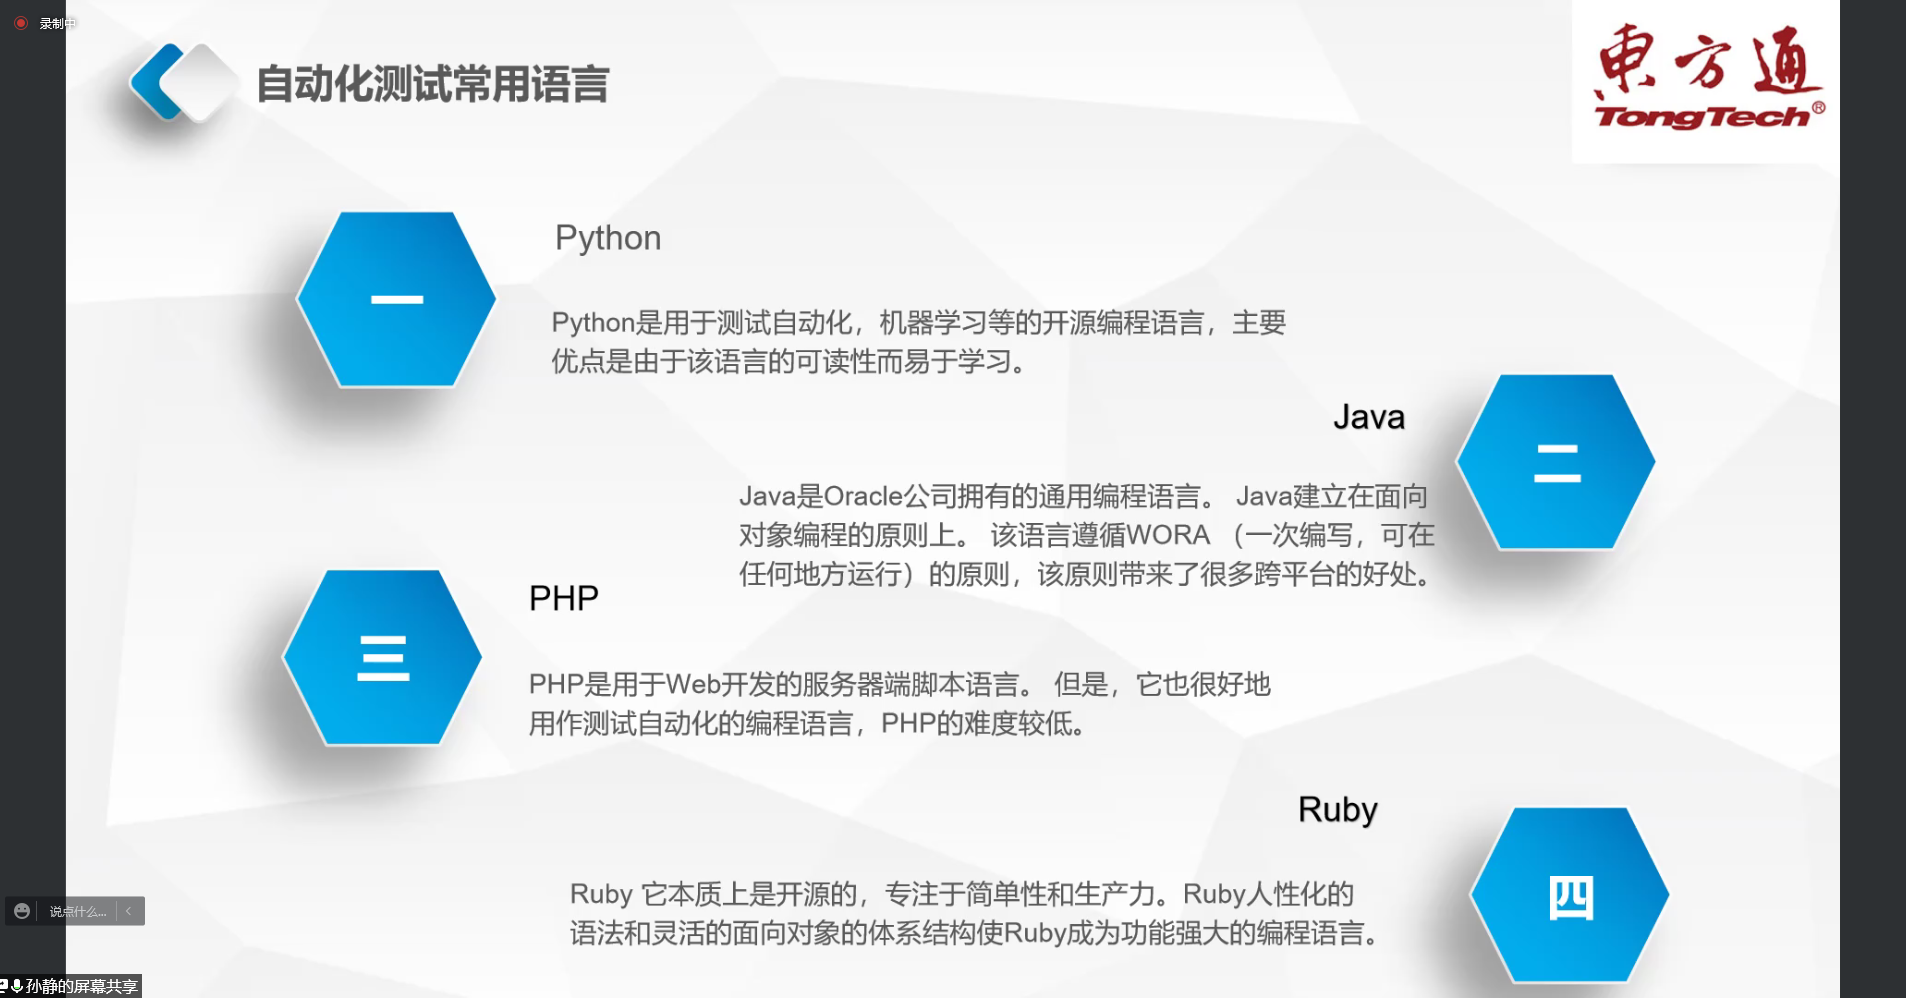 录制中
自动化测试常用语言
東方通
TongTech®
一
Python
Python是用于测试自动化，机器学习等的开源编程语言，主要
优点是由于该语言的可读性而易于学习。
二
Java
Java是Oracle公司拥有的通用编程语言。 Java建立在面向
对象编程的原则上。 该语言遵循WORA （一次编写，可在
任何地方运行）的原则，该原则带来了很多跨平台的好处。
三
PHP
PHP是用于Web开发的服务器端脚本语言。 但是，它也很好地
用作测试自动化的编程语言，PHP的难度较低。
四
Ruby
Ruby 它本质上是开源的，专注于简单性和生产力。Ruby人性化的
语法和灵活的面向对象的体系结构使Ruby成为功能强大的编程语言。
说点什么...
孙静的屏幕共享